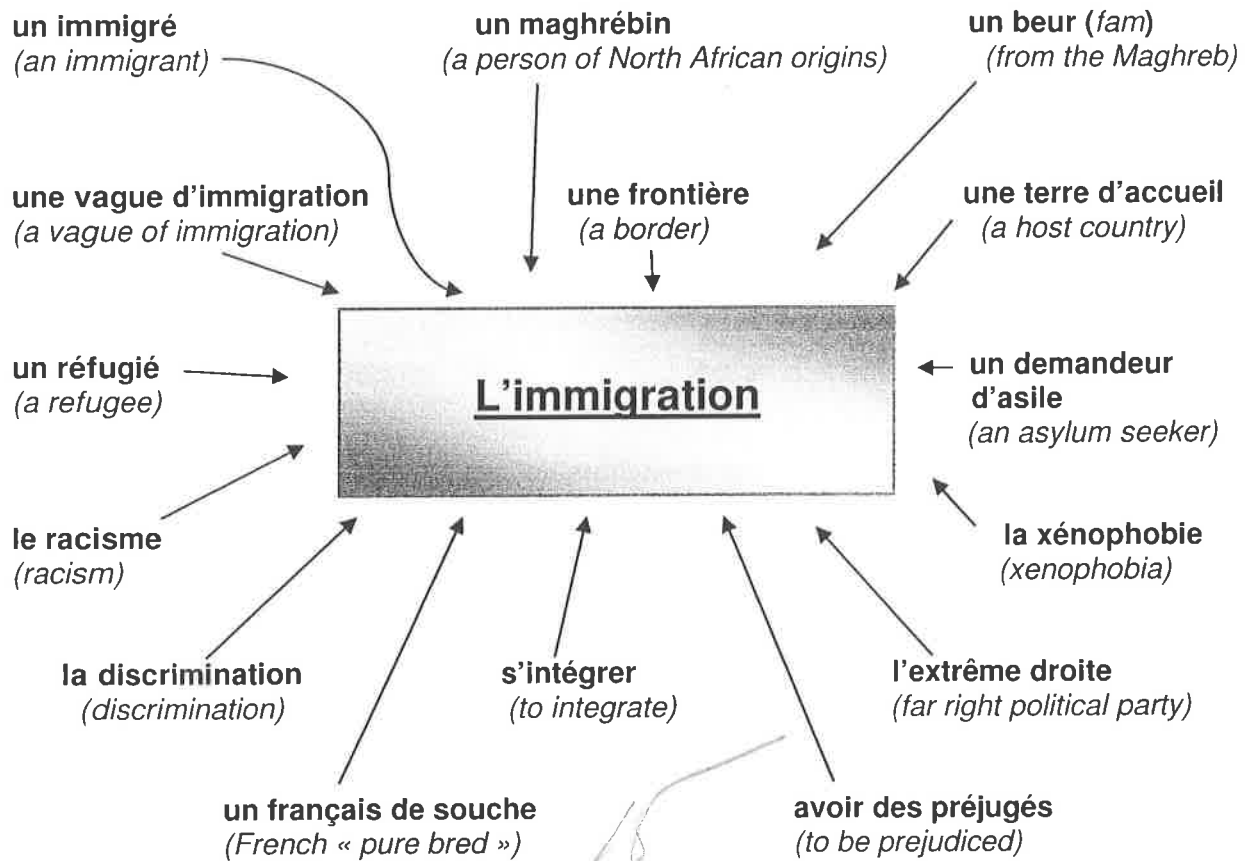 un immigré
(an immigrant)
un maghrébin
(a person of North African origins)
un beur (fam)
(from the Maghreb)
une vague d'immigration
(a vague of immigration)
une frontière
(a border)
une terre d'accueil
(a host country)
un réfugié
(a refugee)
L'immigration
un demandeur
d'asile
(an asylum seeker)
le racisme
(racism)
la xénophobie
(xenophobia)
la discrimination
(discrimination)
s'intégrer
(to integrate)
l'extrême droite
(far right political party)
un français de souche
(French « pure bred »)
avoir des préjugés
(to be prejudiced)